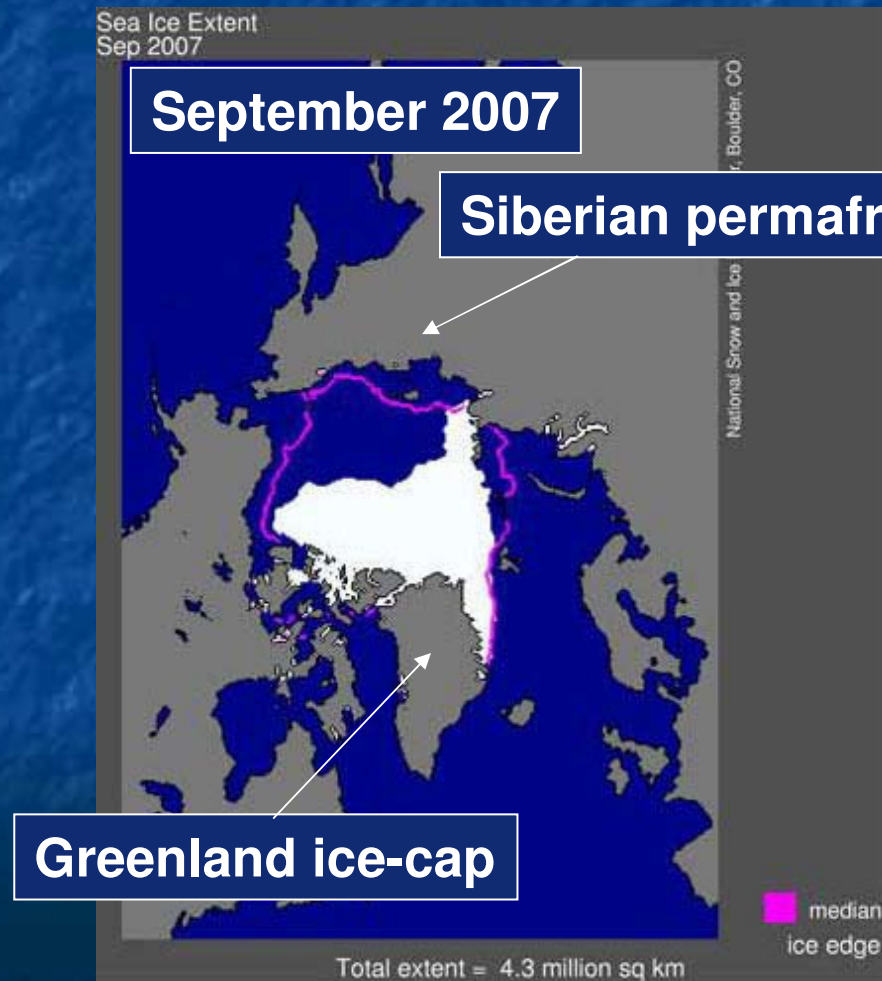 Sea Ice Extent
Sep 2007
September 2007
Siberian permafr
National Snow and Ice
r, Boulder, CO
Greenland ice-cap
median
ice edge
Total extent = 4.3 million sq km